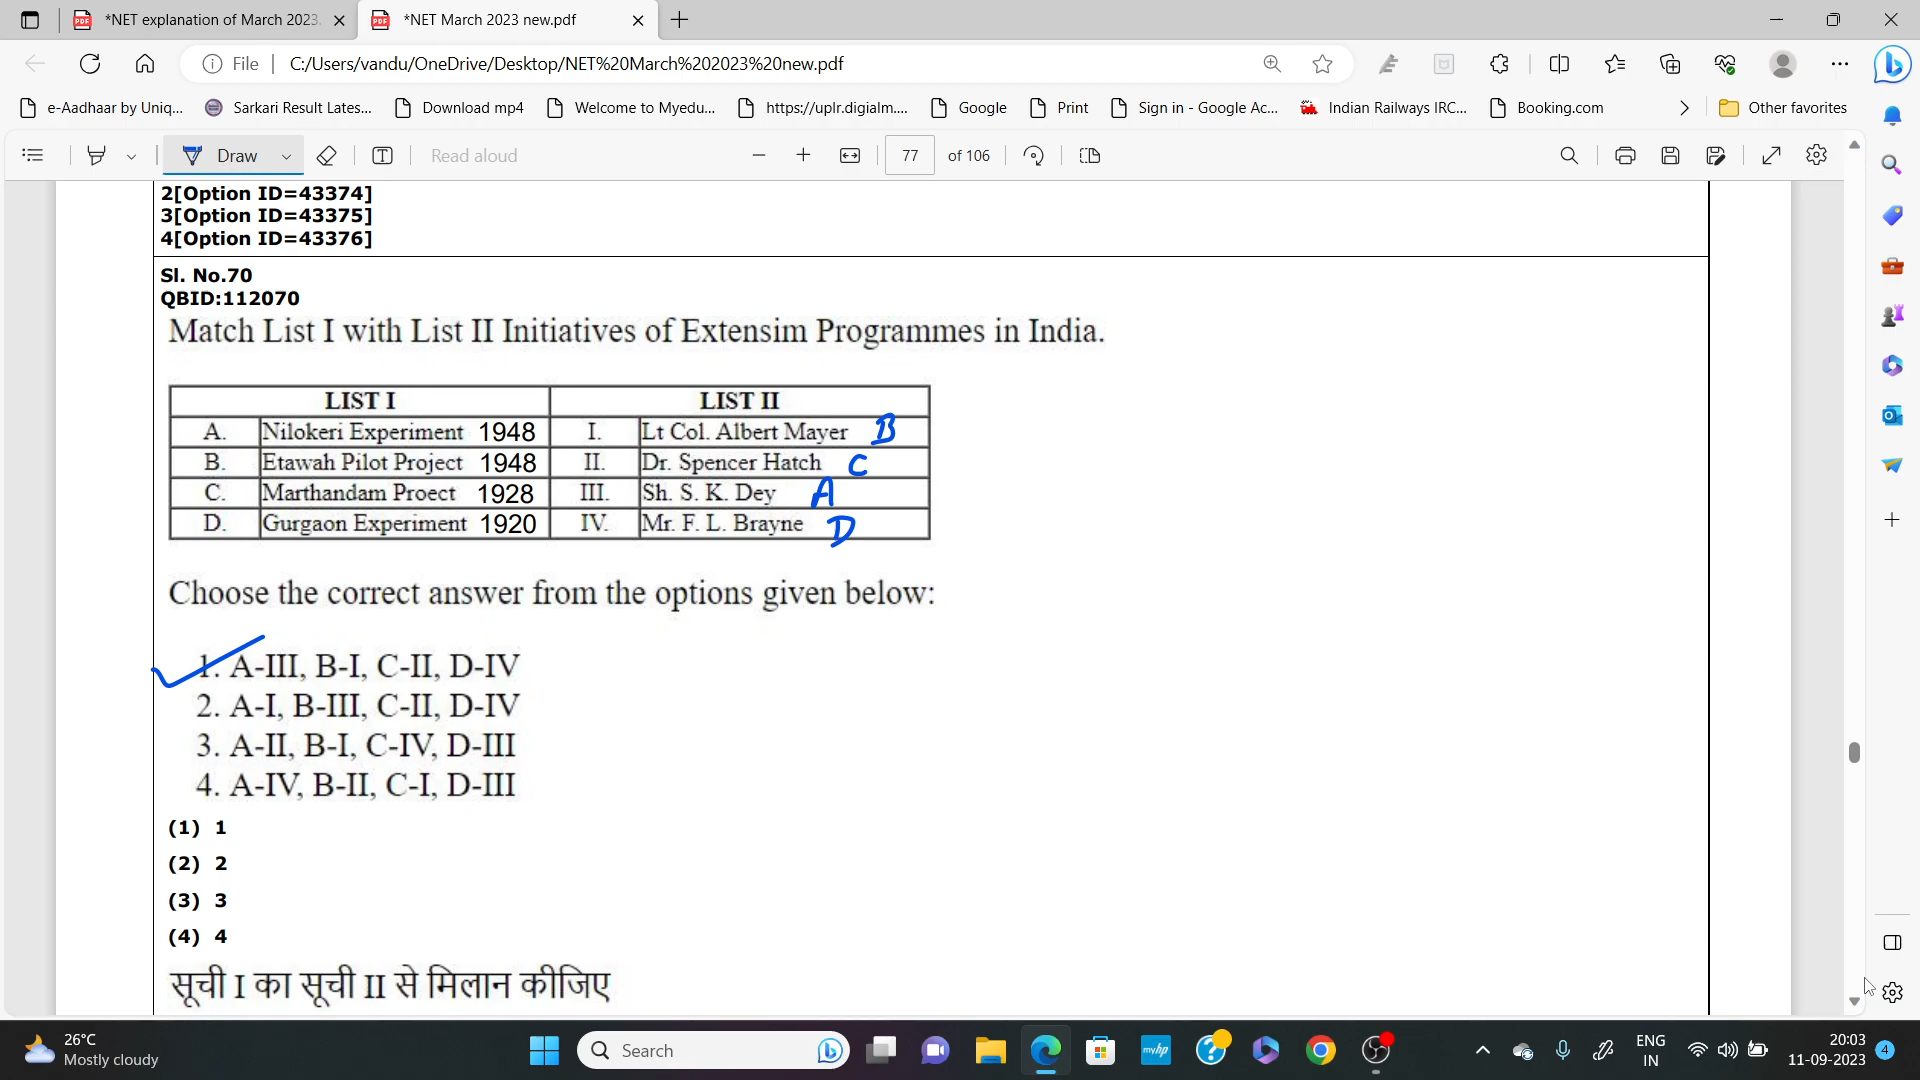 *NET explanation of March 2023.
*NET March 2023 new.pdf
File
C:/Users/vandu/OneDrive/Desktop/NET%20March%202023%20new.pdf
e-Aadhaar by Uniq...
Sarkari Result Lates...
Download mp4
Welcome to Myedu...
https://uplr.digialm....
Google
Print
Sign in - Google Ac...
Indian Railways IRC...
Booking.com
Other favorites
Draw
Read aloud
77 of 106
2[Option ID=43374]
3[Option ID=43375]
4[Option ID=43376]
Sl. No.70
QBID:112070
Match List I with List II Initiatives of Extensim Programmes in India.
LIST I LIST II
A. Nilokeri Experiment 1948 I. Lt Col. Albert Mayer B
B. Etawah Pilot Project 1948 II. Dr. Spencer Hatch C
C. Marthandam Proect 1928 III. Sh. S. K. Dey A
D. Gurgaon Experiment 1920 IV. Mr. F. L. Brayne D
Choose the correct answer from the options given below:
1. A-III, B-I, C-II, D-IV
2. A-I, B-III, C-II, D-IV
3. A-II, B-I, C-IV, D-III
4. A-IV, B-II, C-I, D-III
(1) 1
(2) 2
(3) 3
(4) 4
सूची I का सूची II से मिलान कीजिए
26°C
Mostly cloudy
Search
myhp
ENG
IN
20:03
11-09-2023
4